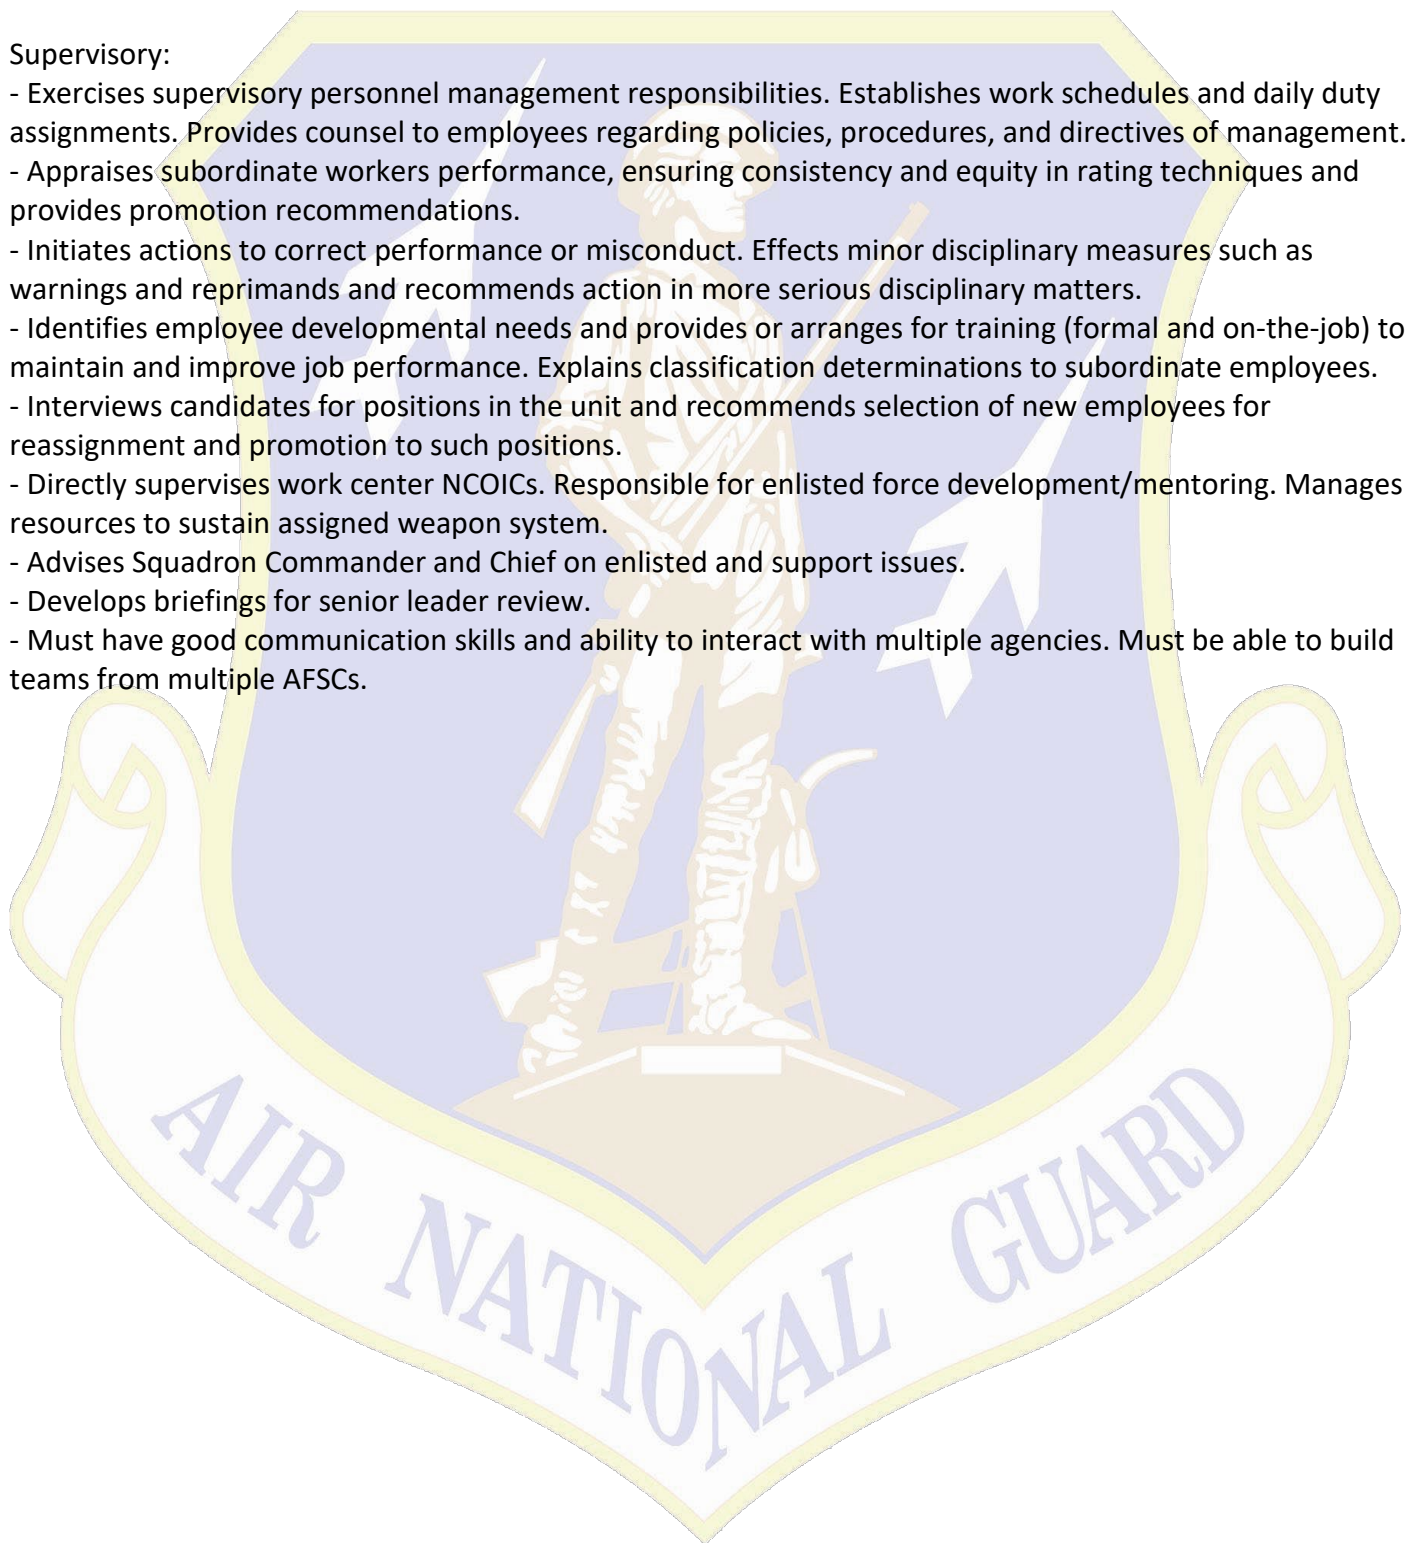 Supervisory:
- Exercises supervisory personnel management responsibilities. Establishes work schedules and daily duty
assignments. Provides counsel to employees regarding policies, procedures, and directives of management.
- Appraises subordinate workers performance, ensuring consistency and equity in rating techniques and
provides promotion recommendations.
- Initiates actions to correct performance or misconduct. Effects minor disciplinary measures such as
warnings and reprimands and recommends action in more serious disciplinary matters.
- Identifies employee developmental needs and provides or arranges for training (formal and on-the-job) to
maintain and improve job performance. Explains classification determinations to subordinate employees.
- Interviews candidates for positions in the unit and recommends selection of new employees for
reassignment and promotion to such positions.
- Directly supervises work center NCOICs. Responsible for enlisted force development/mentoring. Manages
resources to sustain assigned weapon system.
- Advises Squadron Commander and Chief on enlisted and support issues.
- Develops briefings for senior leader review.
- Must have good communication skills and ability to interact with multiple agencies. Must be able to build
teams from multiple AFSCs.
AIR NATIONAL GUARD